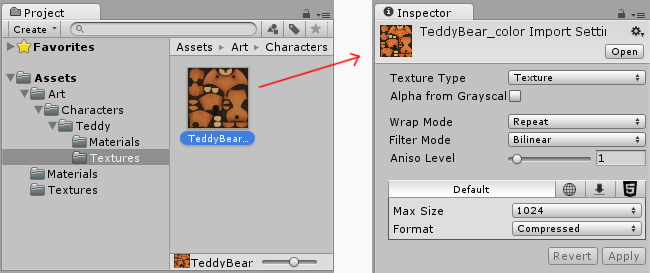 Project
Create
Favorites
Assets
Art
Characters
Teddy
Materials
Textures
Materials
Textures
Assets Art Characters
TeddyBear...
TeddyBear
Inspector
TeddyBear_color Import Settin
Open
Texture Type Texture
Alpha from Grayscal
Wrap Mode Repeat
Filter Mode Bilinear
Aniso Level 1
Default
Max Size 1024
Format Compressed
Revert Apply